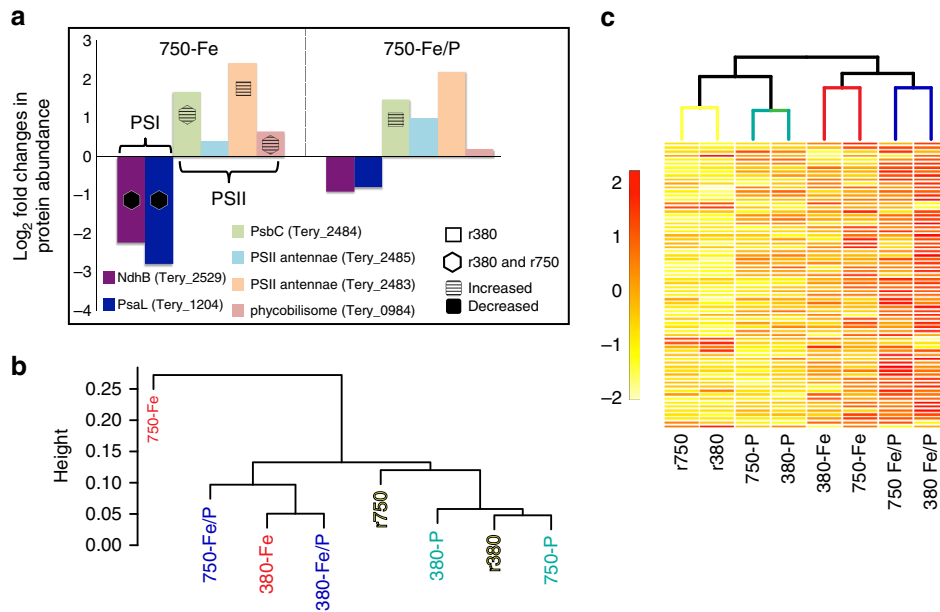 a
750-Fe
750-Fe/P
Log2 fold changes in
protein abundance
3
2
1
0
−1
−2
−3
−4
PSI
PSII
NdhB (Tery_2529)
PsaL (Tery_1204)
PsbC (Tery_2484)
PSII antennae (Tery_2485)
PSII antennae (Tery_2483)
phycobilisome (Tery_0984)
r380
r380 and r750
Increased
Decreased
b
Height
0.25
0.20
0.15
0.10
0.05
0.00
750-Fe
750-Fe/P
380-Fe
380-Fe/P
r750
380-P
r380
750-P
c
2
1
0
−1
−2
r750
r380
750-P
380-P
380-Fe
750-Fe
750 Fe/P
380 Fe/P